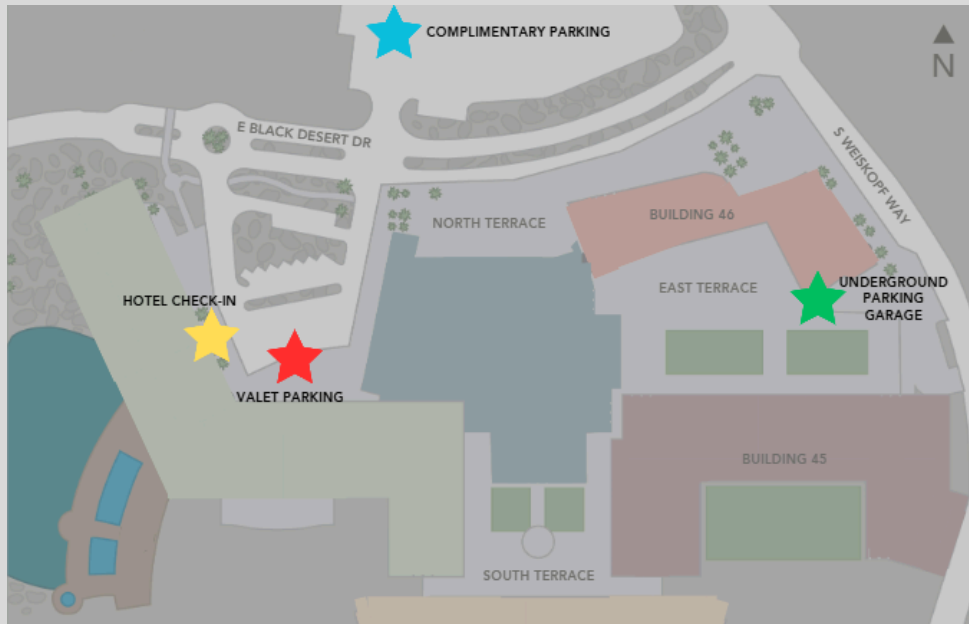 COMPLIMENTARY PARKING
N
E BLACK DESERT DR
S WEISKOPF WAY
NORTH TERRACE
BUILDING 46
EAST TERRACE
UNDERGROUND
PARKING
GARAGE
HOTEL CHECK-IN
VALET PARKING
BUILDING 45
SOUTH TERRACE